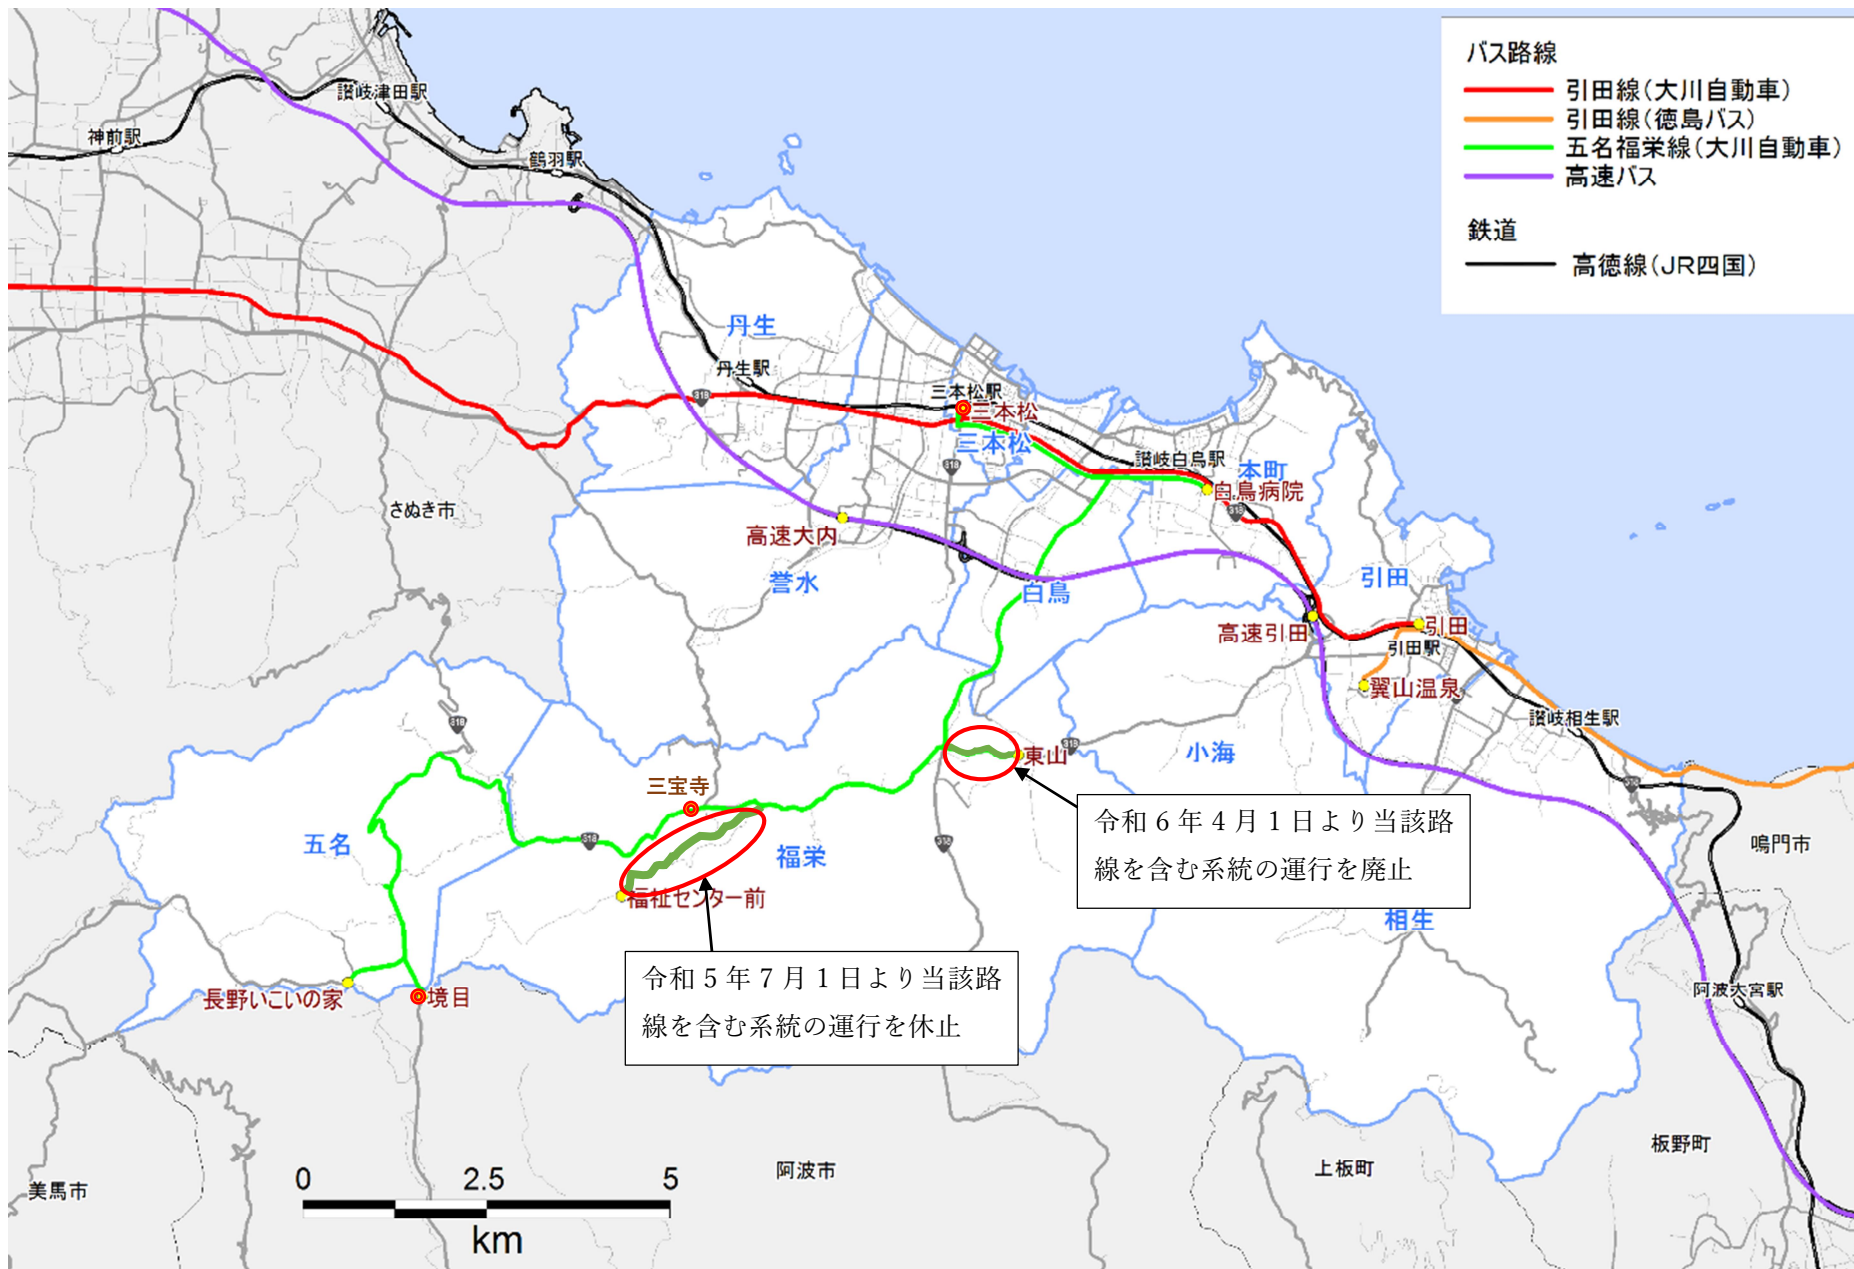 バス路線
引田線(大川自動車)
引田線(徳島バス)
五名福栄線(大川自動車)
高速バス
鉄道
高徳線(JR四国)
讃岐津田駅
神前駅
鶴羽駅
丹生
丹生駅
318
三本松駅
三本松
三本松
318
讃岐白鳥駅
本町
白鳥病院
318
さぬき市
高速大内
誉水
白鳥
引田
高速引田
引田
引田駅
翼山温泉
讃岐相生駅
318
318
東山
小海
318
三宝寺
五名
318
福栄
318
福祉センター前
令和6年4月1日より当該路
線を含む系統の運行を廃止
鳴門市
相生
令和5年7月1日より当該路
線を含む系統の運行を休止
長野いこいの家
境目
阿波大宮駅
板野町
上板町
阿波市
美馬市
0 2.5 5
km